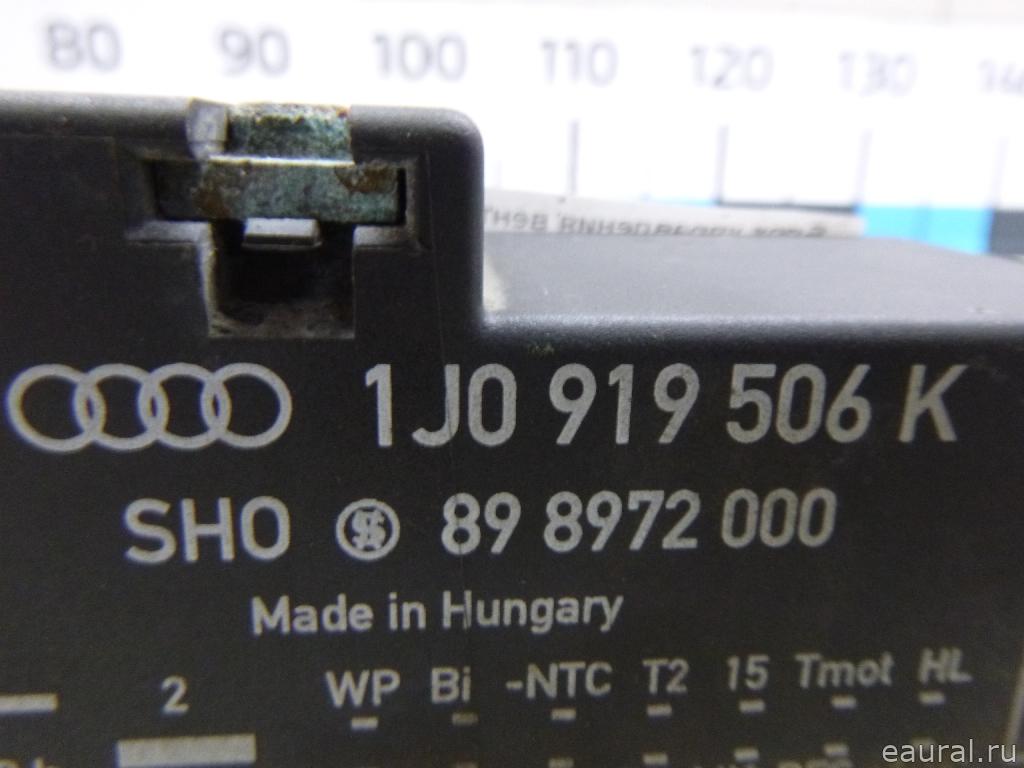 80 90 100 110 120 130
1J0 919 506 K
SHO 89 8972 000
Made in Hungary
2 WP Bi -NTC T2 15 Tmot HL
eaural.ru